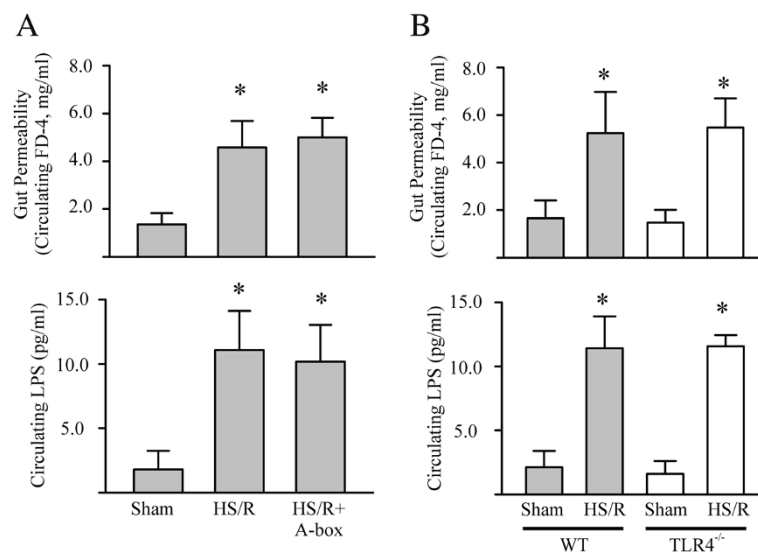 A
Gut Permeability
(Circulating FD-4, mg/ml)
8.0
6.0
4.0
2.0
*
*
Circulating LPS (pg/ml)
15.0
10.0
5.0
*
*
Sham
HS/R
HS/R+
A-box
B
Gut Permeability
(Circulating FD-4, mg/ml)
8.0
6.0
4.0
2.0
*
*
Circulating LPS (pg/ml)
15.0
10.0
5.0
*
*
Sham HS/R Sham HS/R
WT
TLR4-/-